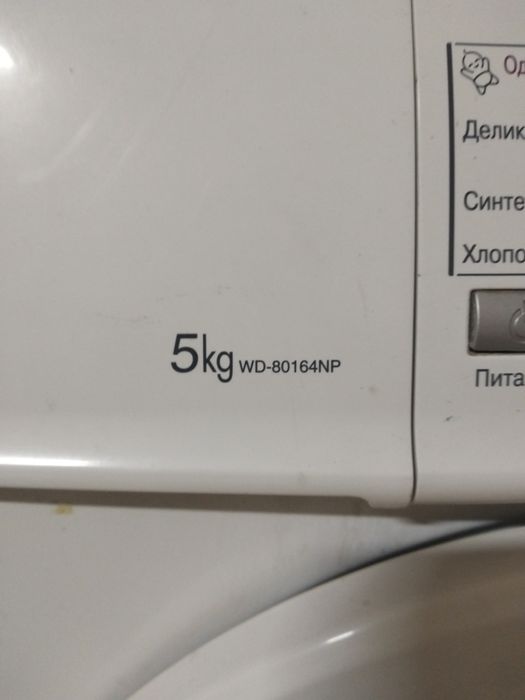 Од
Делик
Синте
Хлопо
5kg WD-80164NP
Пита